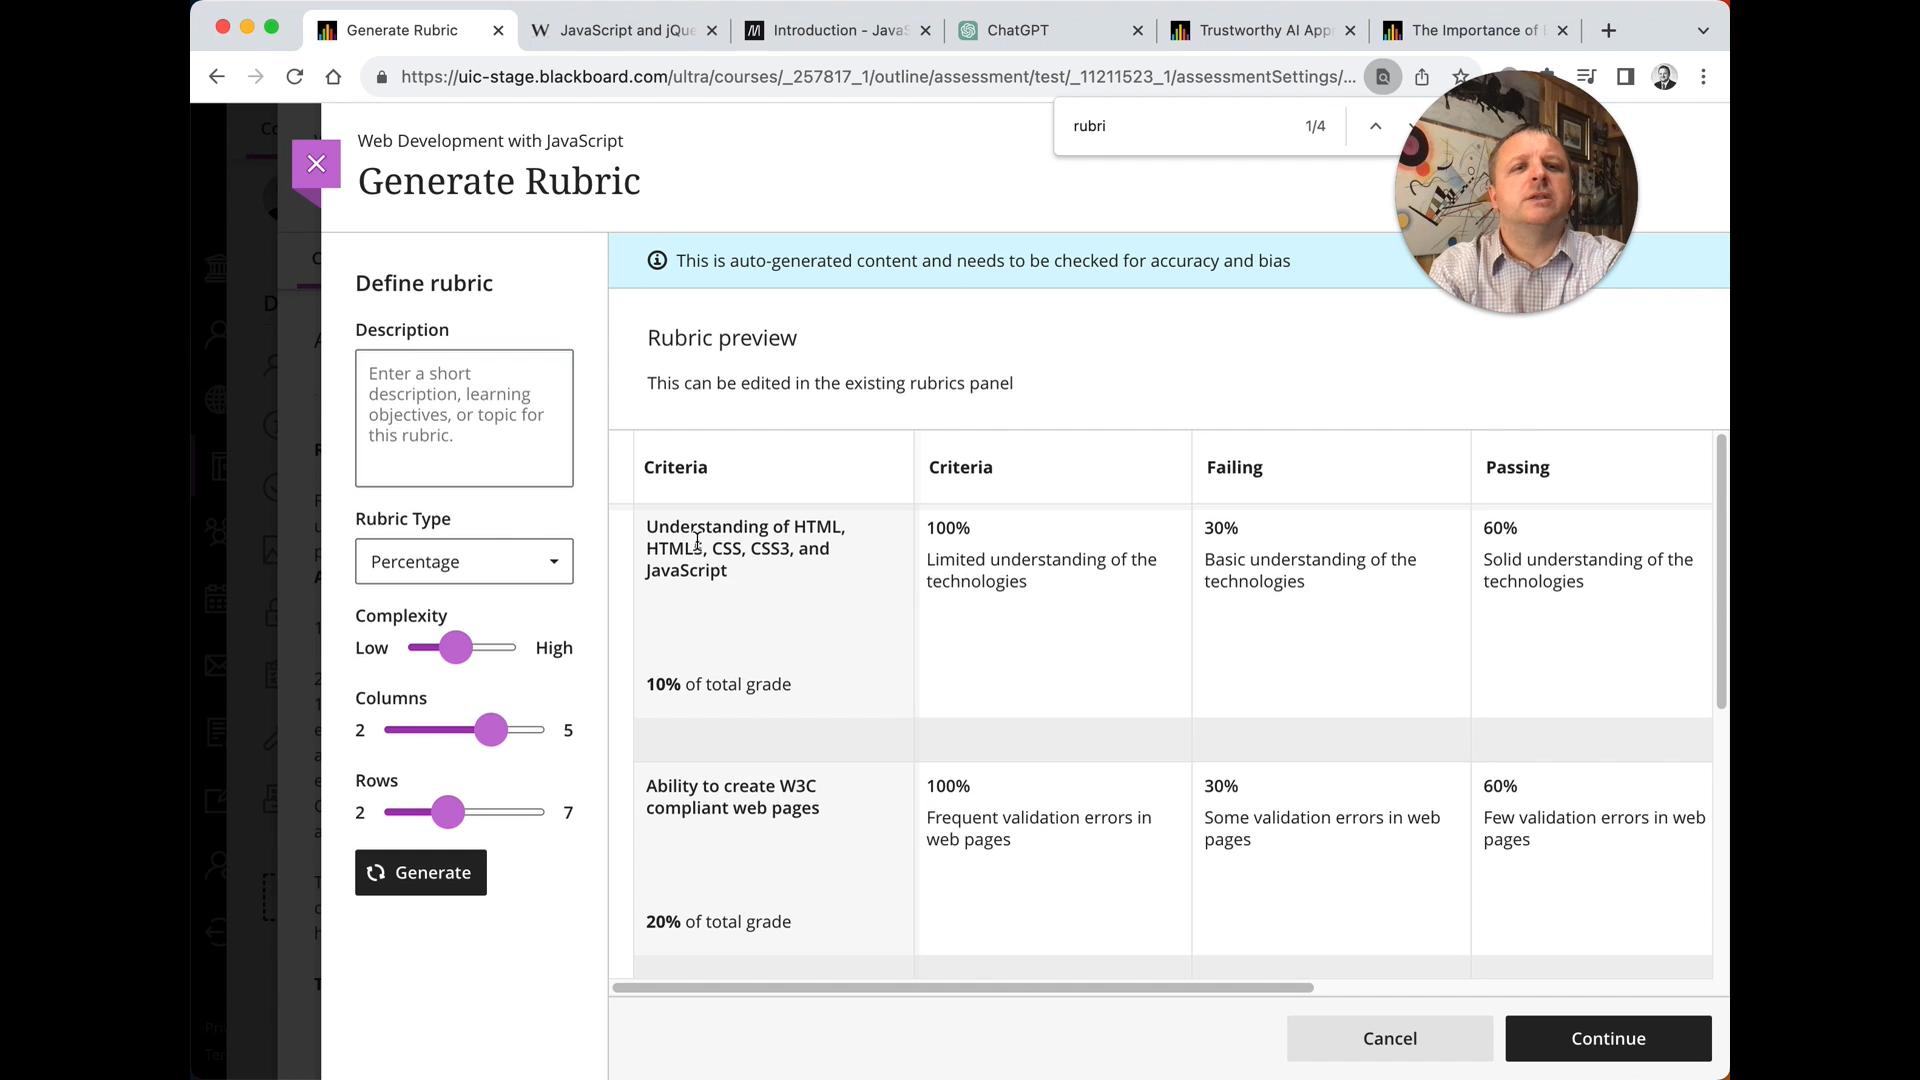 Generate Rubric
JavaScript and jQue
Introduction - JavaS
ChatGPT
Trustworthy AI App
The Importance of E
https://uic-stage.blackboard.com/ultra/courses/_257817_1/outline/assessment/test/_11211523_1/assessmentSettings/...
rubri
1/4
Web Development with JavaScript
Generate Rubric
This is auto-generated content and needs to be checked for accuracy and bias
Define rubric
Description
Enter a short
description, learning
objectives, or topic for
this rubric.
Rubric Type
Percentage
Complexity
Low
High
Columns
2
5
Rows
2
7
Generate
Rubric preview
This can be edited in the existing rubrics panel
Criteria
Criteria
Failing
Passing
Understanding of HTML,
HTML5, CSS, CSS3, and
JavaScript
10% of total grade
100%
Limited understanding of the
technologies
30%
Basic understanding of the
technologies
60%
Solid understanding of the
technologies
Ability to create W3C
compliant web pages
20% of total grade
100%
Frequent validation errors in
web pages
30%
Some validation errors in web
pages
60%
Few validation errors in web
pages
Cancel
Continue